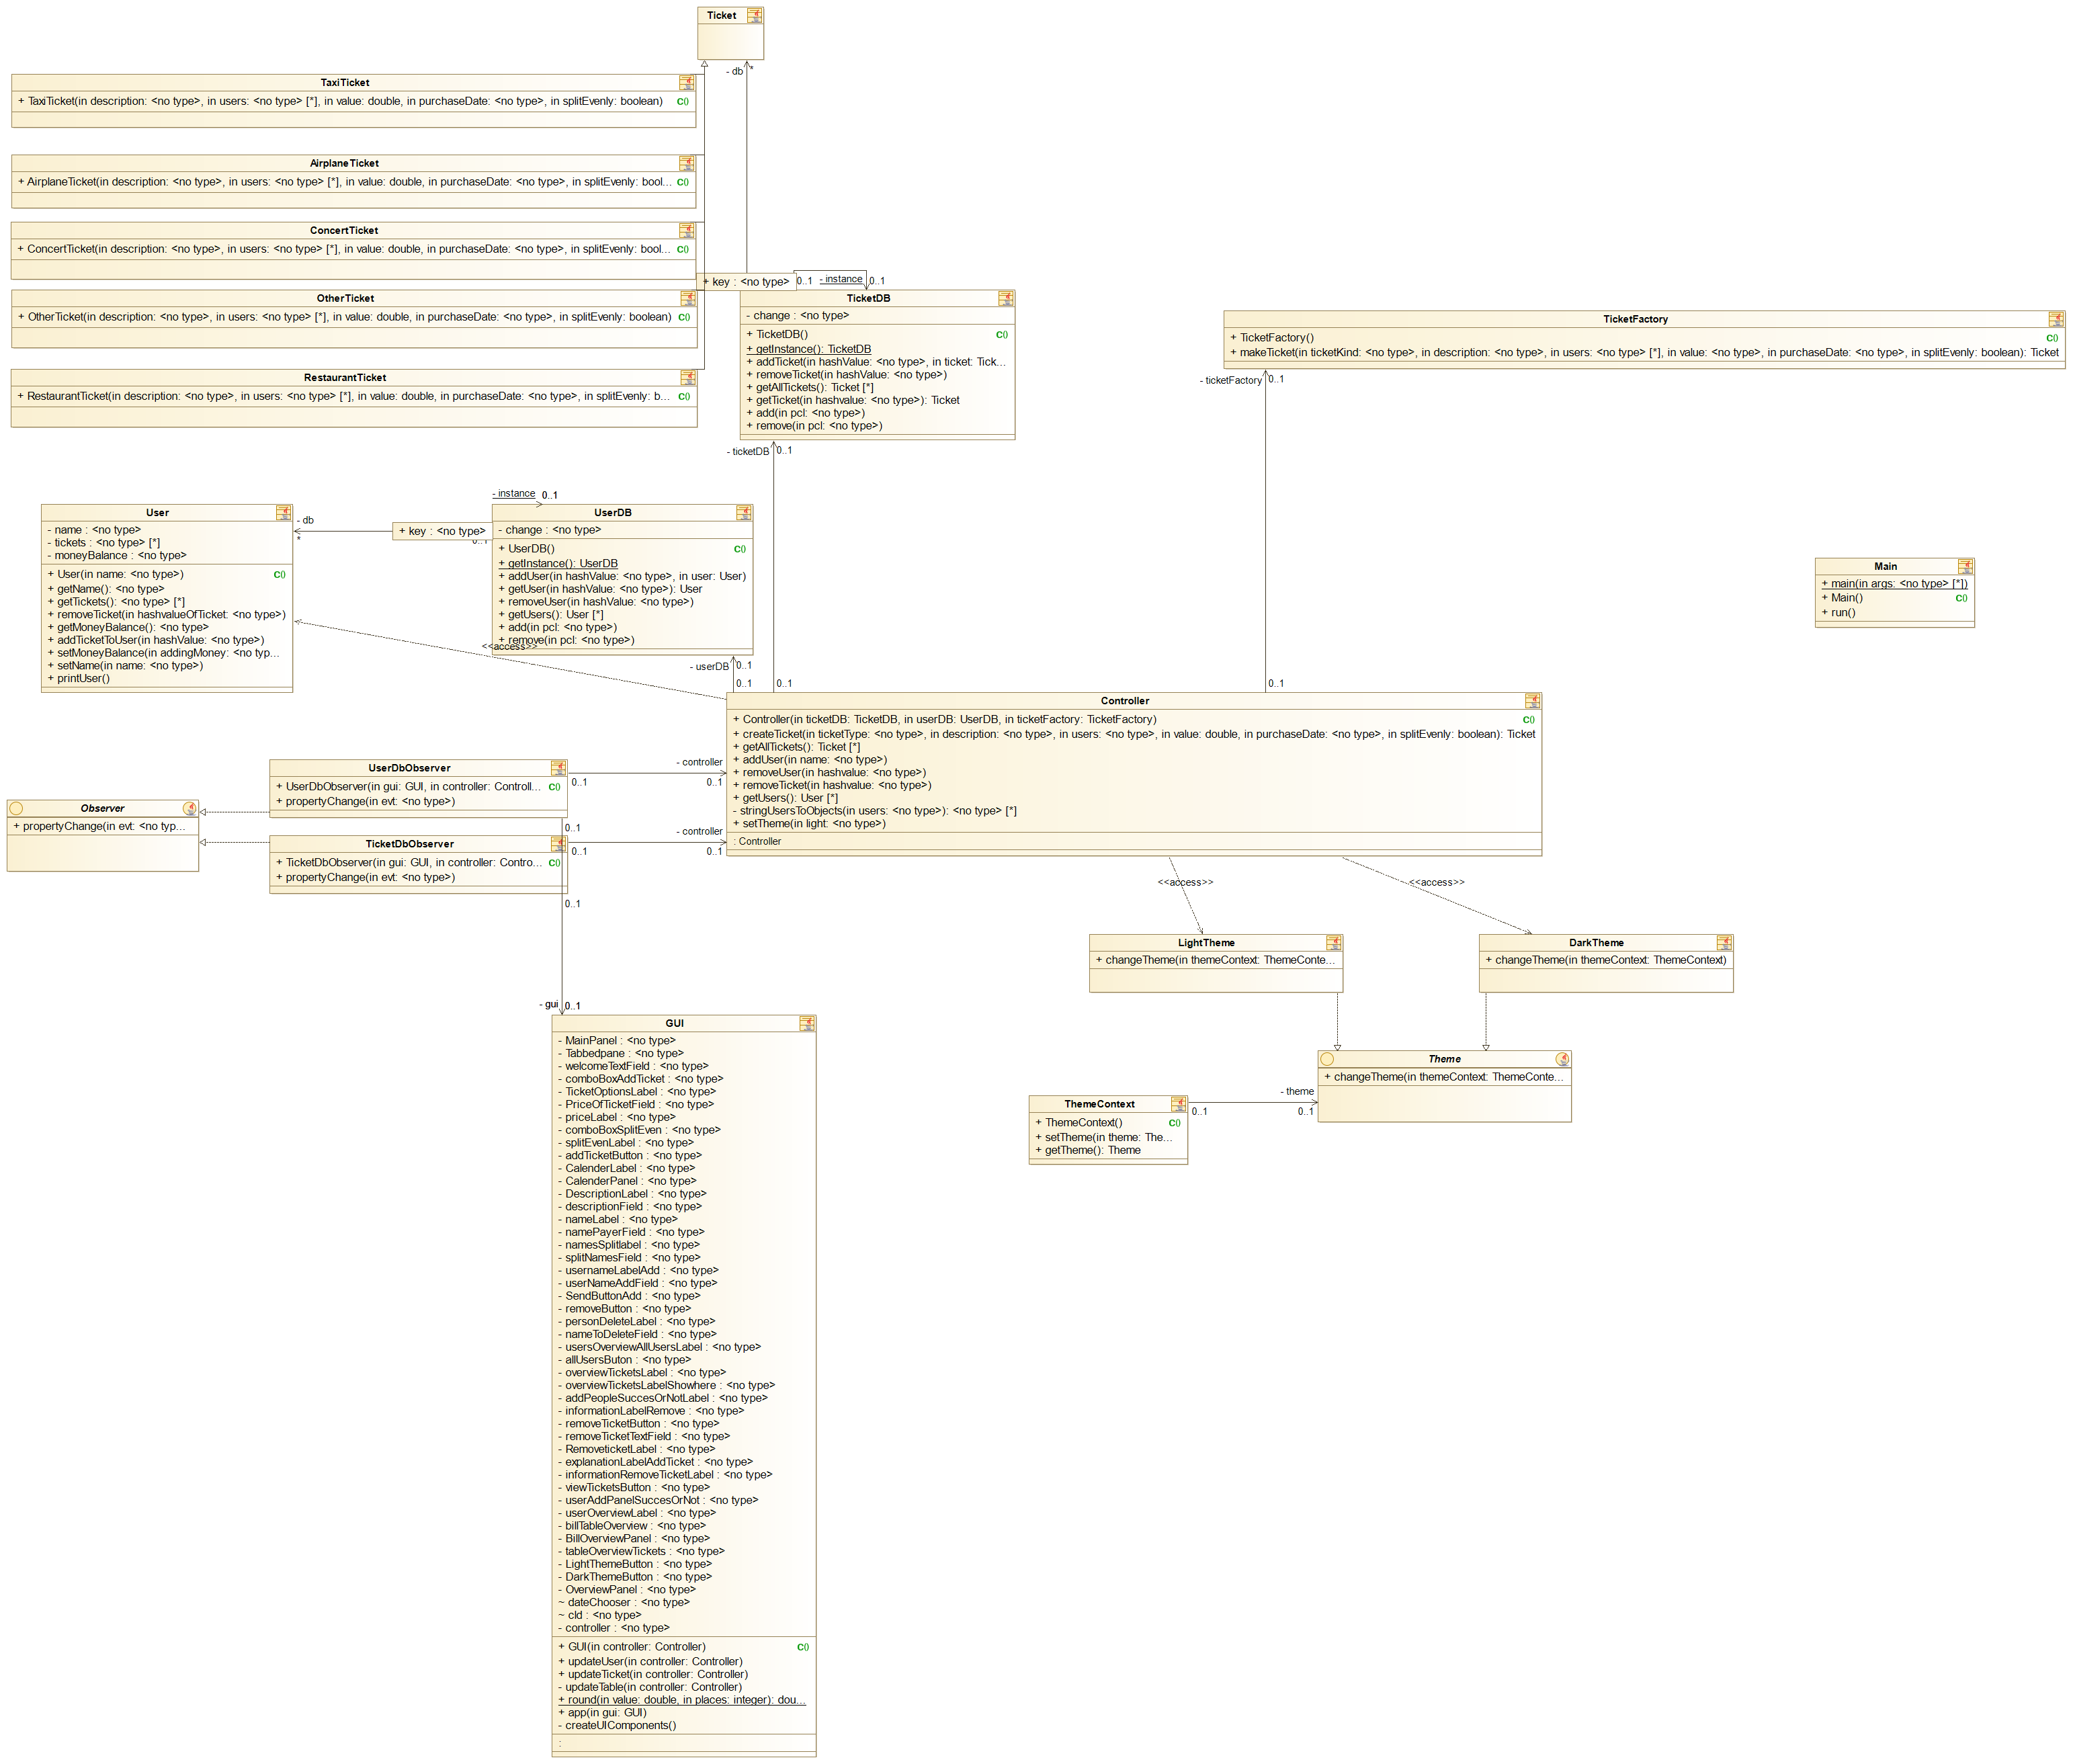 Ticket
- db
*
TaxiTicket
+ TaxiTicket(in description: <no type>, in users: <no type> [*], in value: double, in purchaseDate: <no type>, in splitEvenly: boolean)
C()
AirplaneTicket
+ AirplaneTicket(in description: <no type>, in users: <no type> [*], in value: double, in purchaseDate: <no type>, in splitEvenly: bool...
C()
ConcertTicket
+ ConcertTicket(in description: <no type>, in users: <no type> [*], in value: double, in purchaseDate: <no type>, in splitEvenly: bool...
C()
OtherTicket
+ OtherTicket(in description: <no type>, in users: <no type> [*], in value: double, in purchaseDate: <no type>, in splitEvenly: boolean)
C()
RestaurantTicket
+ RestaurantTicket(in description: <no type>, in users: <no type> [*], in value: double, in purchaseDate: <no type>, in splitEvenly: b...
C()
+ key : <no type>
0..1
- instance
0..1
TicketDB
- change : <no type>
+ TicketDB()
C()
+ getInstance(): TicketDB
+ addTicket(in hashValue: <no type>, in ticket: Tick...
+ removeTicket(in hashValue: <no type>)
+ getAllTickets(): Ticket [*]
+ getTicket(in hashvalue: <no type>): Ticket
+ add(in pcl: <no type>)
+ remove(in pcl: <no type>)
- ticketDB
0..1
0..1
TicketFactory
+ TicketFactory()
C()
+ makeTicket(in ticketKind: <no type>, in description: <no type>, in users: <no type> [*], in value: <no type>, in purchaseDate: <no type>, in splitEvenly: boolean): Ticket
- ticketFactory
0..1
0..1
User
- name : <no type>
- tickets : <no type> [*]
- moneyBalance : <no type>
+ User(in name: <no type>)
C()
+ getName(): <no type>
+ getTickets(): <no type> [*]
+ removeTicket(in hashvalueOfTicket: <no type>)
+ getMoneyBalance(): <no type>
+ addTicketToUser(in hashValue: <no type>)
+ setMoneyBalance(in addingMoney: <no typ...
+ setName(in name: <no type>)
+ printUser()
- db
*
+ key : <no type>
0..1
- instance
0..1
UserDB
- change : <no type>
+ UserDB()
C()
+ getInstance(): UserDB
+ addUser(in hashValue: <no type>, in user: User)
+ getUser(in hashValue: <no type>): User
+ removeUser(in hashValue: <no type>)
+ getUsers(): User [*]
+ add(in pcl: <no type>)
+ remove(in pcl: <no type>)
<<access>>
- userDB
0..1
0..1
Main
+ main(in args: <no type> [*])
+ Main()
C()
+ run()
Controller
+ Controller(in ticketDB: TicketDB, in userDB: UserDB, in ticketFactory: TicketFactory)
C()
+ createTicket(in ticketType: <no type>, in description: <no type>, in users: <no type>, in value: double, in purchaseDate: <no type>, in splitEvenly: boolean): Ticket
+ getAllTickets(): Ticket [*]
+ addUser(in name: <no type>)
+ removeUser(in hashvalue: <no type>)
+ removeTicket(in hashvalue: <no type>)
+ getUsers(): User [*]
- stringUsersToObjects(in users: <no type>): <no type> [*]
+ setTheme(in light: <no type>)
: Controller
UserDbObserver
+ UserDbObserver(in gui: GUI, in controller: Controll...
C()
+ propertyChange(in evt: <no type>)
- controller
0..1
0..1
0..1
Observer
+ propertyChange(in evt: <no typ...
TicketDbObserver
+ TicketDbObserver(in gui: GUI, in controller: Contro...
C()
+ propertyChange(in evt: <no type>)
- controller
0..1
0..1
0..1
<<access>>
<<access>>
LightTheme
+ changeTheme(in themeContext: ThemeConte...
DarkTheme
+ changeTheme(in themeContext: ThemeContext)
Theme
+ changeTheme(in themeContext: ThemeConte...
- theme
0..1
0..1
ThemeContext
+ ThemeContext()
C()
+ setTheme(in theme: The...
+ getTheme(): Theme
- gui
0..1
GUI
- MainPanel : <no type>
- Tabbedpane : <no type>
- welcomeTextField : <no type>
- comboBoxAddTicket : <no type>
- TicketOptionsLabel : <no type>
- PriceOfTicketField : <no type>
- priceLabel : <no type>
- comboBoxSplitEven : <no type>
- splitEvenLabel : <no type>
- addTicketButton : <no type>
- CalenderLabel : <no type>
- CalenderPanel : <no type>
- DescriptionLabel : <no type>
- descriptionField : <no type>
- nameLabel : <no type>
- namePayerField : <no type>
- namesSplitlabel : <no type>
- splitNamesField : <no type>
- usernameLabelAdd : <no type>
- userNameAddField : <no type>
- SendButtonAdd : <no type>
- removeButton : <no type>
- personDeleteLabel : <no type>
- nameToDeleteField : <no type>
- usersOverviewAllUsersLabel : <no type>
- allUsersButon : <no type>
- overviewTicketsLabel : <no type>
- overviewTicketsLabelShowhere : <no type>
- addPeopleSuccesOrNotLabel : <no type>
- informationLabelRemove : <no type>
- removeTicketButton : <no type>
- removeTicketTextField : <no type>
- RemoveticketLabel : <no type>
- explanationLabelAddTicket : <no type>
- informationRemoveTicketLabel : <no type>
- viewTicketsButton : <no type>
- userAddPanelSuccesOrNot : <no type>
- userOverviewLabel : <no type>
- billTableOverview : <no type>
- BillOverviewPanel : <no type>
- tableOverviewTickets : <no type>
- LightThemeButton : <no type>
- DarkThemeButton : <no type>
- OverviewPanel : <no type>
~ dateChooser : <no type>
~ cld : <no type>
- controller : <no type>
+ GUI(in controller: Controller)
C()
+ updateUser(in controller: Controller)
+ updateTicket(in controller: Controller)
- updateTable(in controller: Controller)
+ round(in value: double, in places: integer): dou...
+ app(in gui: GUI)
- createUIComponents()
: